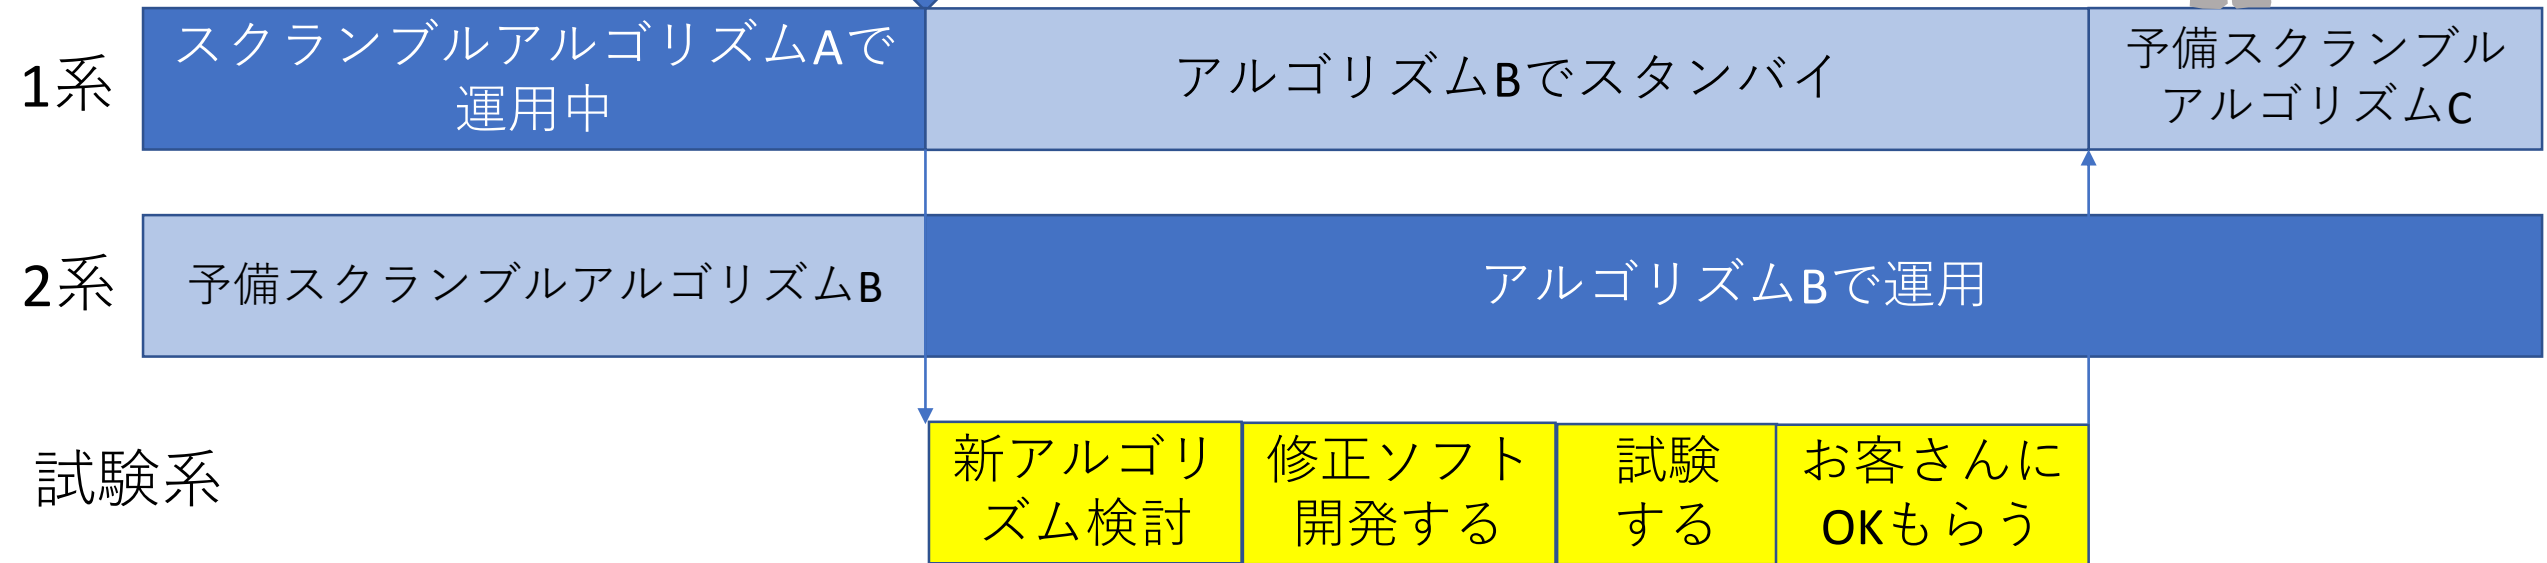 1系
スクランブルアルゴリズムAで
運用中
アルゴリズムBでスタンバイ
予備スクランブル
アルゴリズムC
2系
予備スクランブルアルゴリズムB
アルゴリズムBで運用
試験系
新アルゴリ
ズム検討
修正ソフト
開発する
試験
する
お客さんに
OKもらう